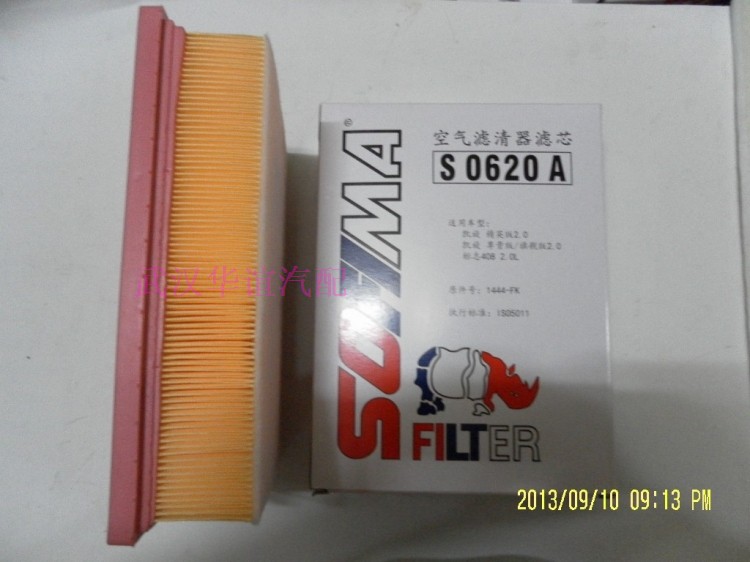 空气滤清器滤芯
S 0620 A
适用车型:
凯旋 精英版2.0
凯旋 尊贵版/旗舰版2.0
标志408 2.0L
原件号: 1444-FK
执行标准: ISO5011
®
FILTER
武汉华谊汽配
2013/09/10 09:13 PM